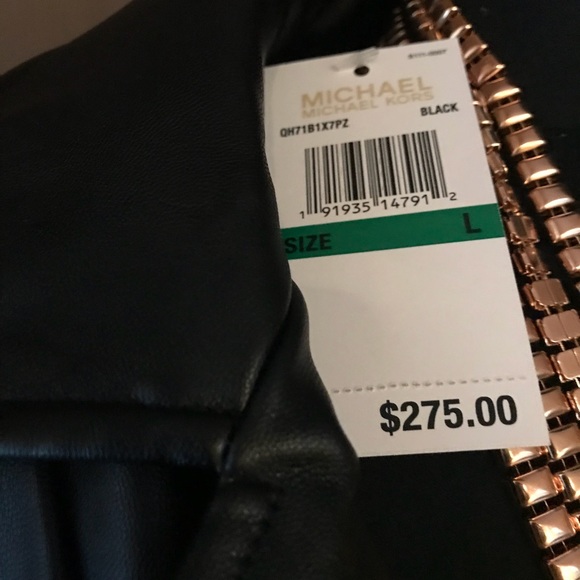 MICHAEL
MICHAEL KORS
QH71B1X7PZ BLACK
1 91935 14791 2
SIZE L
$275.00